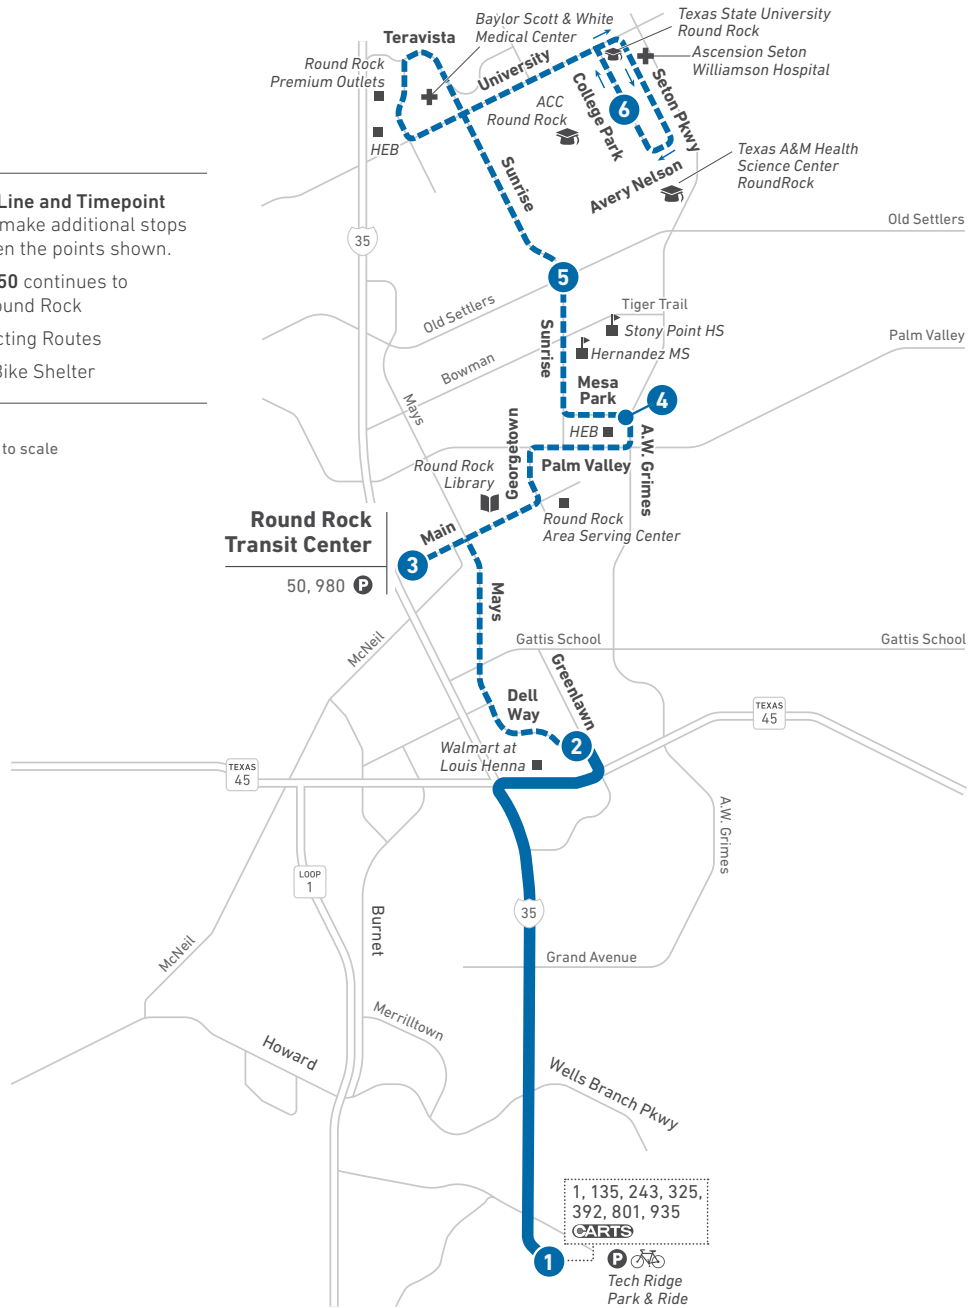 Baylor Scott & White
Medical Center
Texas State University
Round Rock
Teravista
Ascension Seton
Williamson Hospital
Round Rock
Premium Outlets
University
Seton Pkwy
College Park
6
ACC
Round Rock
HEB
Texas A&M Health
Science Center
RoundRock
Sunrise
Avery Nelson
Line and Timepoint
make additional stops
en the points shown.
50 continues to
ound Rock
cting Routes
Bike Shelter
to scale
35
Old Settlers
5
Old Settlers
Tiger Trail
Stony Point HS
Sunrise
Hernandez MS
Palm Valley
Bowman
Mesa
Park
4
Mays
HEB
A.W. Grimes
Georgetown
Palm Valley
Round Rock
Library
Round Rock
Area Serving Center
Round Rock
Transit Center
Main
3
50, 980 P
Mays
McNeil
Gattis School
Gattis School
Greenlawn
Dell
Way
2
TEXAS
45
Walmart at
Louis Henna
TEXAS
45
A.W. Grimes
LOOP
1
35
Burnet
McNeil
Grand Avenue
Merrilltown
Howard
Wells Branch Pkwy
1, 135, 243, 325,
392, 801, 935
CARTS
1
P
Tech Ridge
Park & Ride